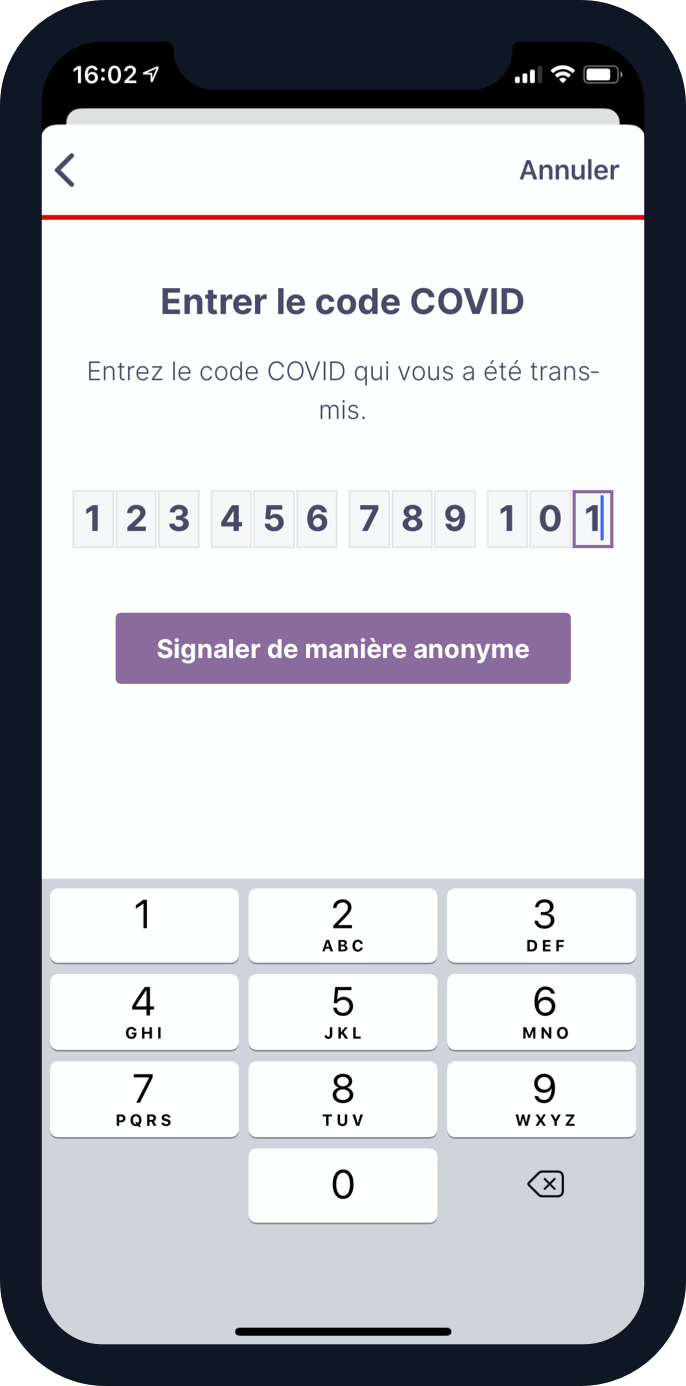 16:02
Annuler
Entrer le code COVID
Entrez le code COVID qui vous a été trans-
mis.
1 2 3 4 5 6 7 8 9 1 0 1
Signaler de manière anonyme
1 2 3
ABC DEF
4 5 6
GHI JKL MNO
7 8 9
PQRS TUV WXYZ
0